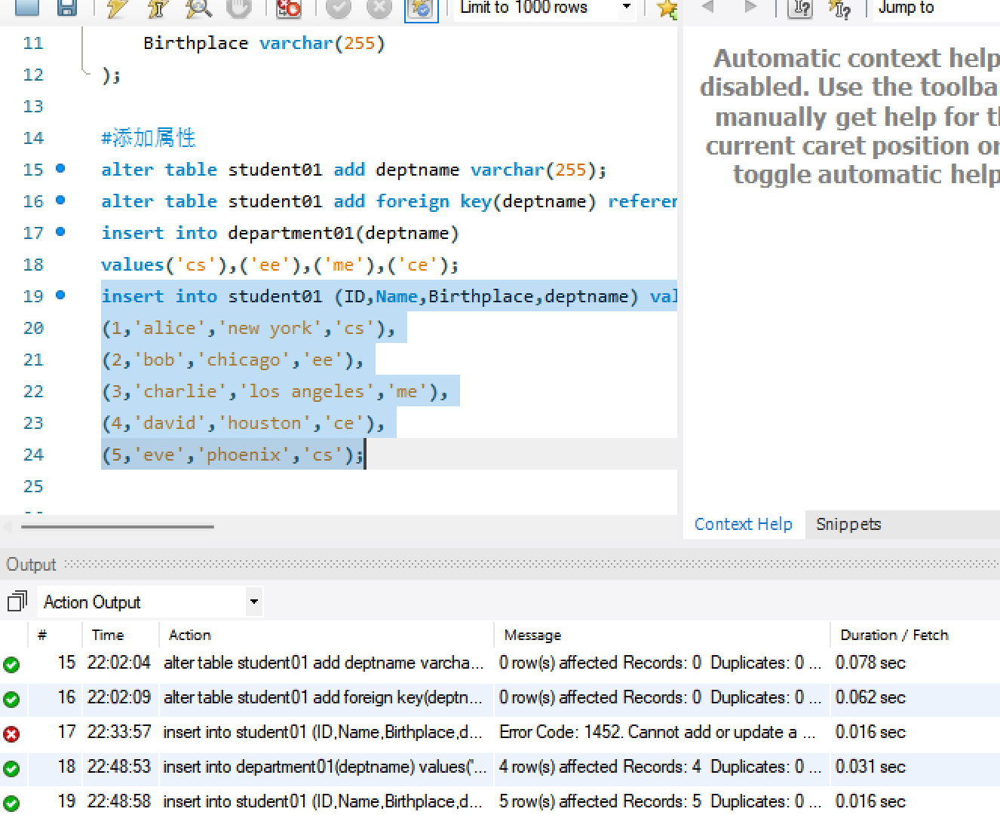 Limit to 1000 rows
Jump to
11 Birthplace varchar(255)
12 );
13
14 #添加属性
15 alter table student01 add deptname varchar(255);
16 alter table student01 add foreign key(deptname) referen
17 insert into department01(deptname)
18 values('cs'),('ee'),('me'),('ce');
19 insert into student01 (ID,Name,Birthplace,deptname) val
20 (1,'alice','new york','cs'),
21 (2,'bob','chicago','ee'),
22 (3,'charlie','los angeles','me'),
23 (4,'david','houston','ce'),
24 (5,'eve','phoenix','cs');
25
Automatic context help
disabled. Use the toolba
manually get help for t
current caret position or
toggle automatic help
Context Help Snippets
Output
Action Output
# Time Action Message Duration / Fetch
15 22:02:04 alter table student01 add deptname varcha... 0 row(s) affected Records: 0 Duplicates: 0 ... 0.078 sec
16 22:02:09 alter table student01 add foreign key(deptn... 0 row(s) affected Records: 0 Duplicates: 0 ... 0.062 sec
17 22:33:57 insert into student01 (ID,Name,Birthplace,d... Error Code: 1452. Cannot add or update a ... 0.016 sec
18 22:48:53 insert into department01(deptname) values('... 4 row(s) affected Records: 4 Duplicates: 0 ... 0.031 sec
19 22:48:58 insert into student01 (ID,Name,Birthplace,d... 5 row(s) affected Records: 5 Duplicates: 0 ... 0.016 sec